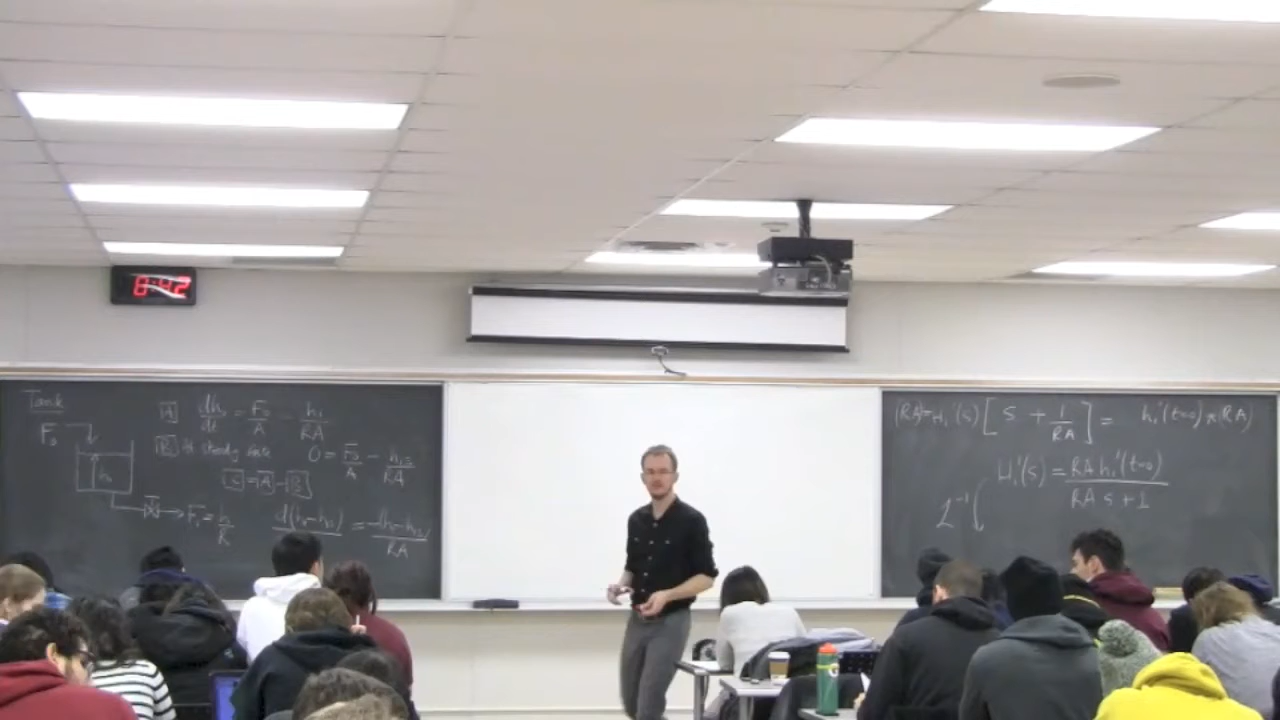 8:42
Tank
F₀
h₁
F₁ = h₁/R
[A] dh₁/dt = F₀/A - h₁/RA
[B] At steady state 0 = F̄₀/A - h₁s/RA
[C] = [A] - [B]
d(h₁-h₁s)/ = -(h₁-h₁s)/RA
(RA) H₁'(s) [s + 1/RA] = h₁'(t=0) × (RA)
H₁'(s) = RA h₁'(t=0)/RA s + 1
L⁻¹{